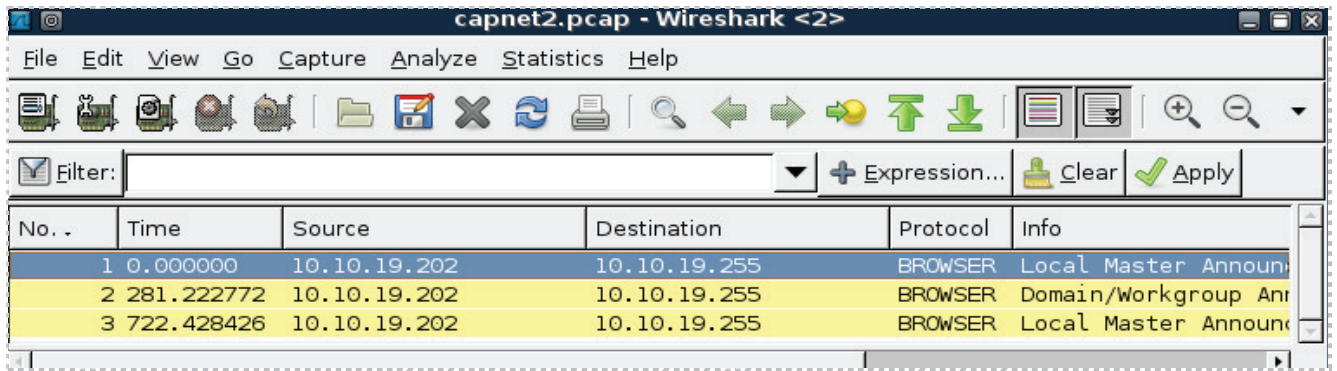 capnet2.pcap - Wireshark <2>
File Edit View Go Capture Analyze Statistics Help
Filter: Expression... Clear Apply
No. . Time Source Destination Protocol Info
1 0.000000 10.10.19.202 10.10.19.255 BROWSER Local Master
2 281.222772 10.10.19.202 10.10.19.255 BROWSER Domain/Workgroup
3 722.428426 10.10.19.202 10.10.19.255 BROWSER Local Master